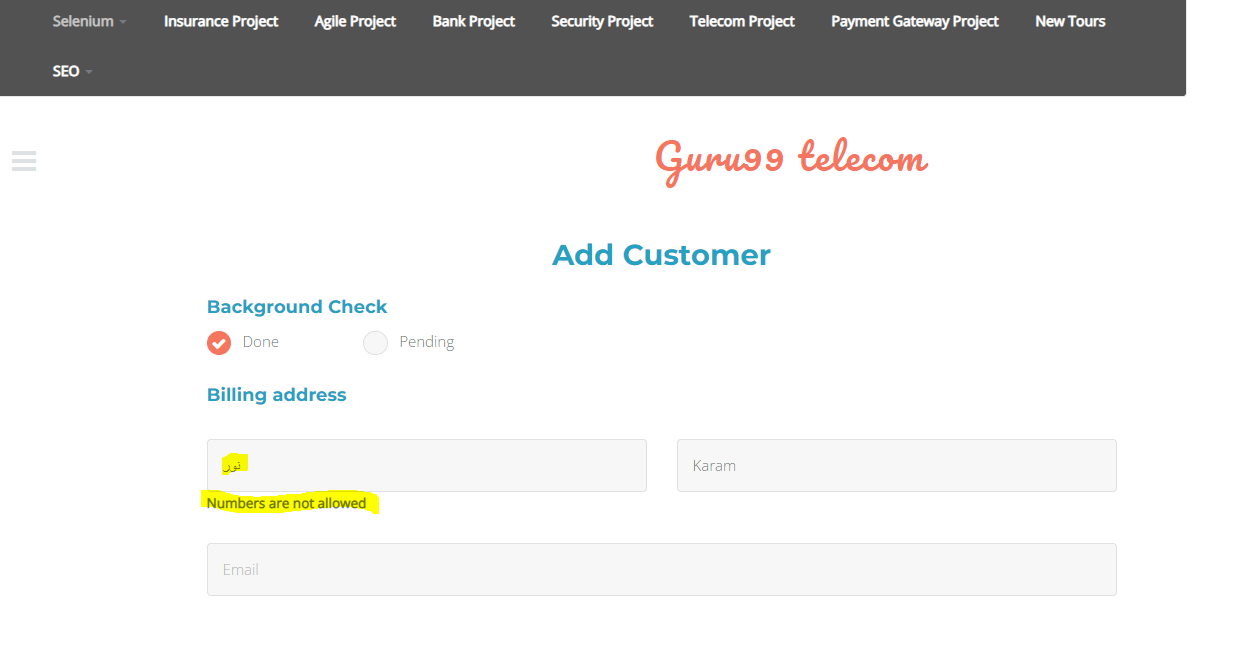 Selenium Insurance Project Agile Project Bank Project Security Project Telecom Project Payment Gateway Project New Tours
SEO
Guru99 telecom
Add Customer
Background Check
Done Pending
Billing address
نور Karam
Numbers are not allowed
Email